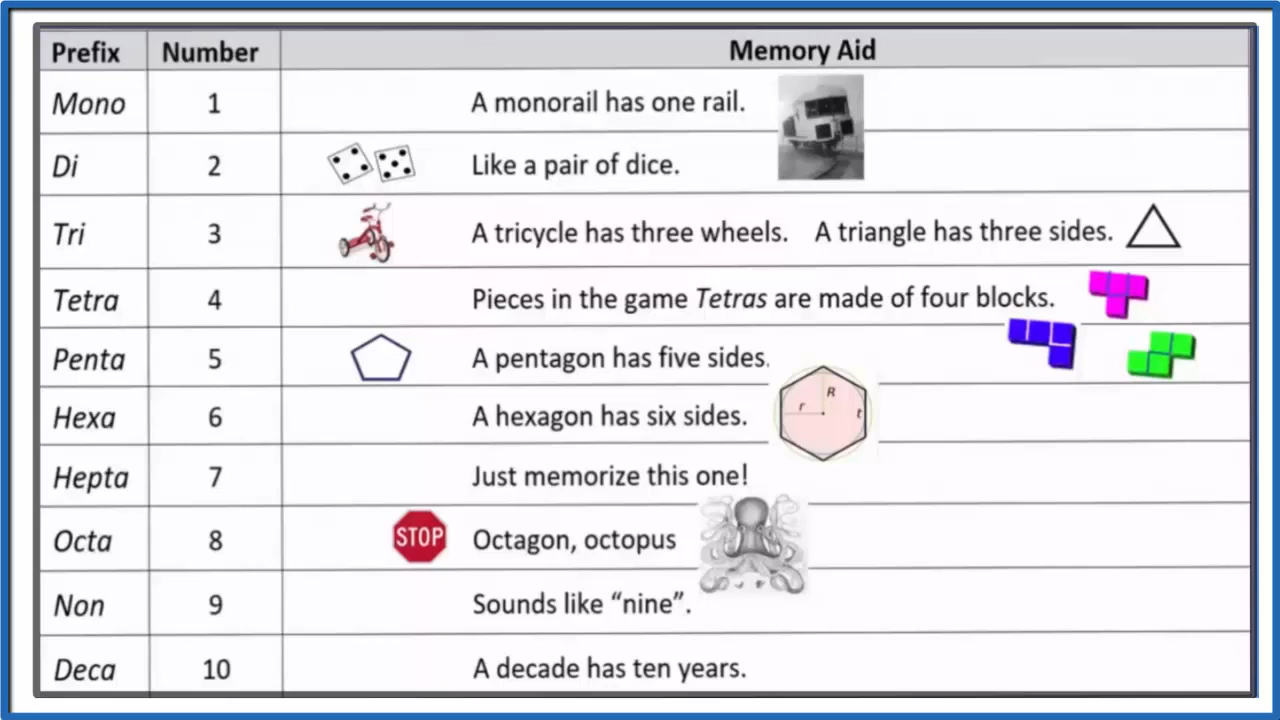 Prefix Number Memory Aid
Mono 1 A monorail has one rail.
Di 2 Like a pair of dice.
Tri 3 A tricycle has three wheels. A triangle has three sides.
Tetra 4 Pieces in the game Tetras are made of four blocks.
Penta 5 A pentagon has five sides.
R
Hexa 6 A hexagon has six sides. r t
Hepta 7 Just memorize this one!
Octa 8 STOP Octagon, octopus
Non 9 Sounds like “nine”.
Deca 10 A decade has ten years.